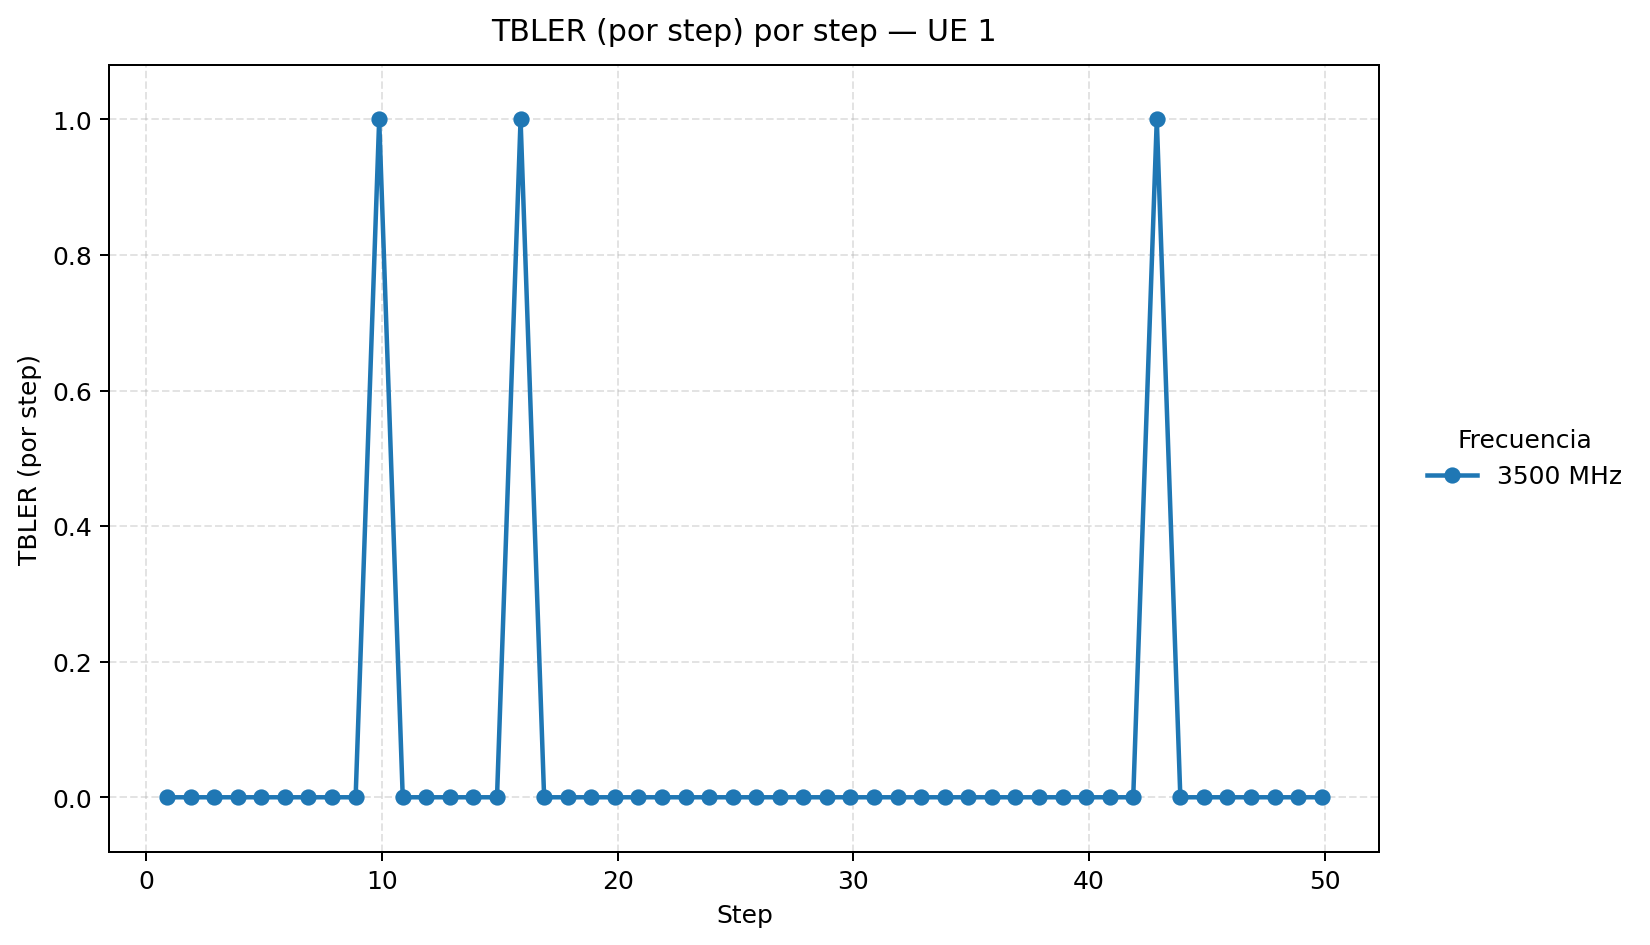 TBLER (por step) por step — UE 1
TBLER (por step)
1.0
0.8
0.6
0.4
0.2
0.0
0 10 20 30 40 50
Step
Frecuencia
3500 MHz